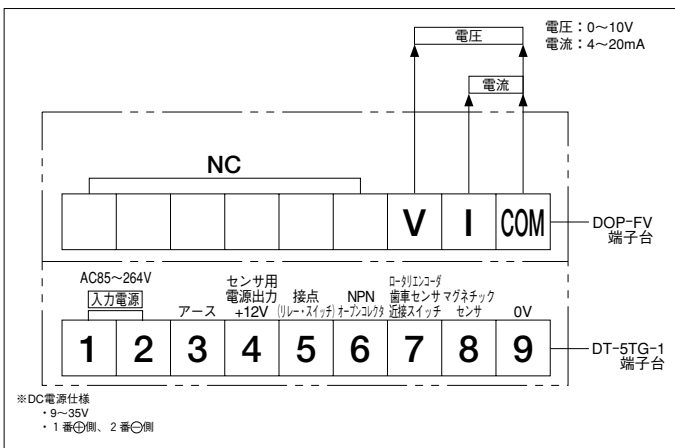 電圧：0〜10V
電流：4〜20mA
電圧
電流
NC
V I COM
DOP-FV
端子台
AC85〜264V
入力電源
アース
センサ用
電源出力
+12V
接点
(リレー・スイッチ)
NPN
オープンコレクタ
ロータリエンコーダ
歯車センサ
近接スイッチ
マグネチック
センサ
0V
1 2 3 4 5 6 7 8 9
DT-5TG-1
端子台
※DC電源仕様
・9〜35V
・1番⊕側、2番⊖側